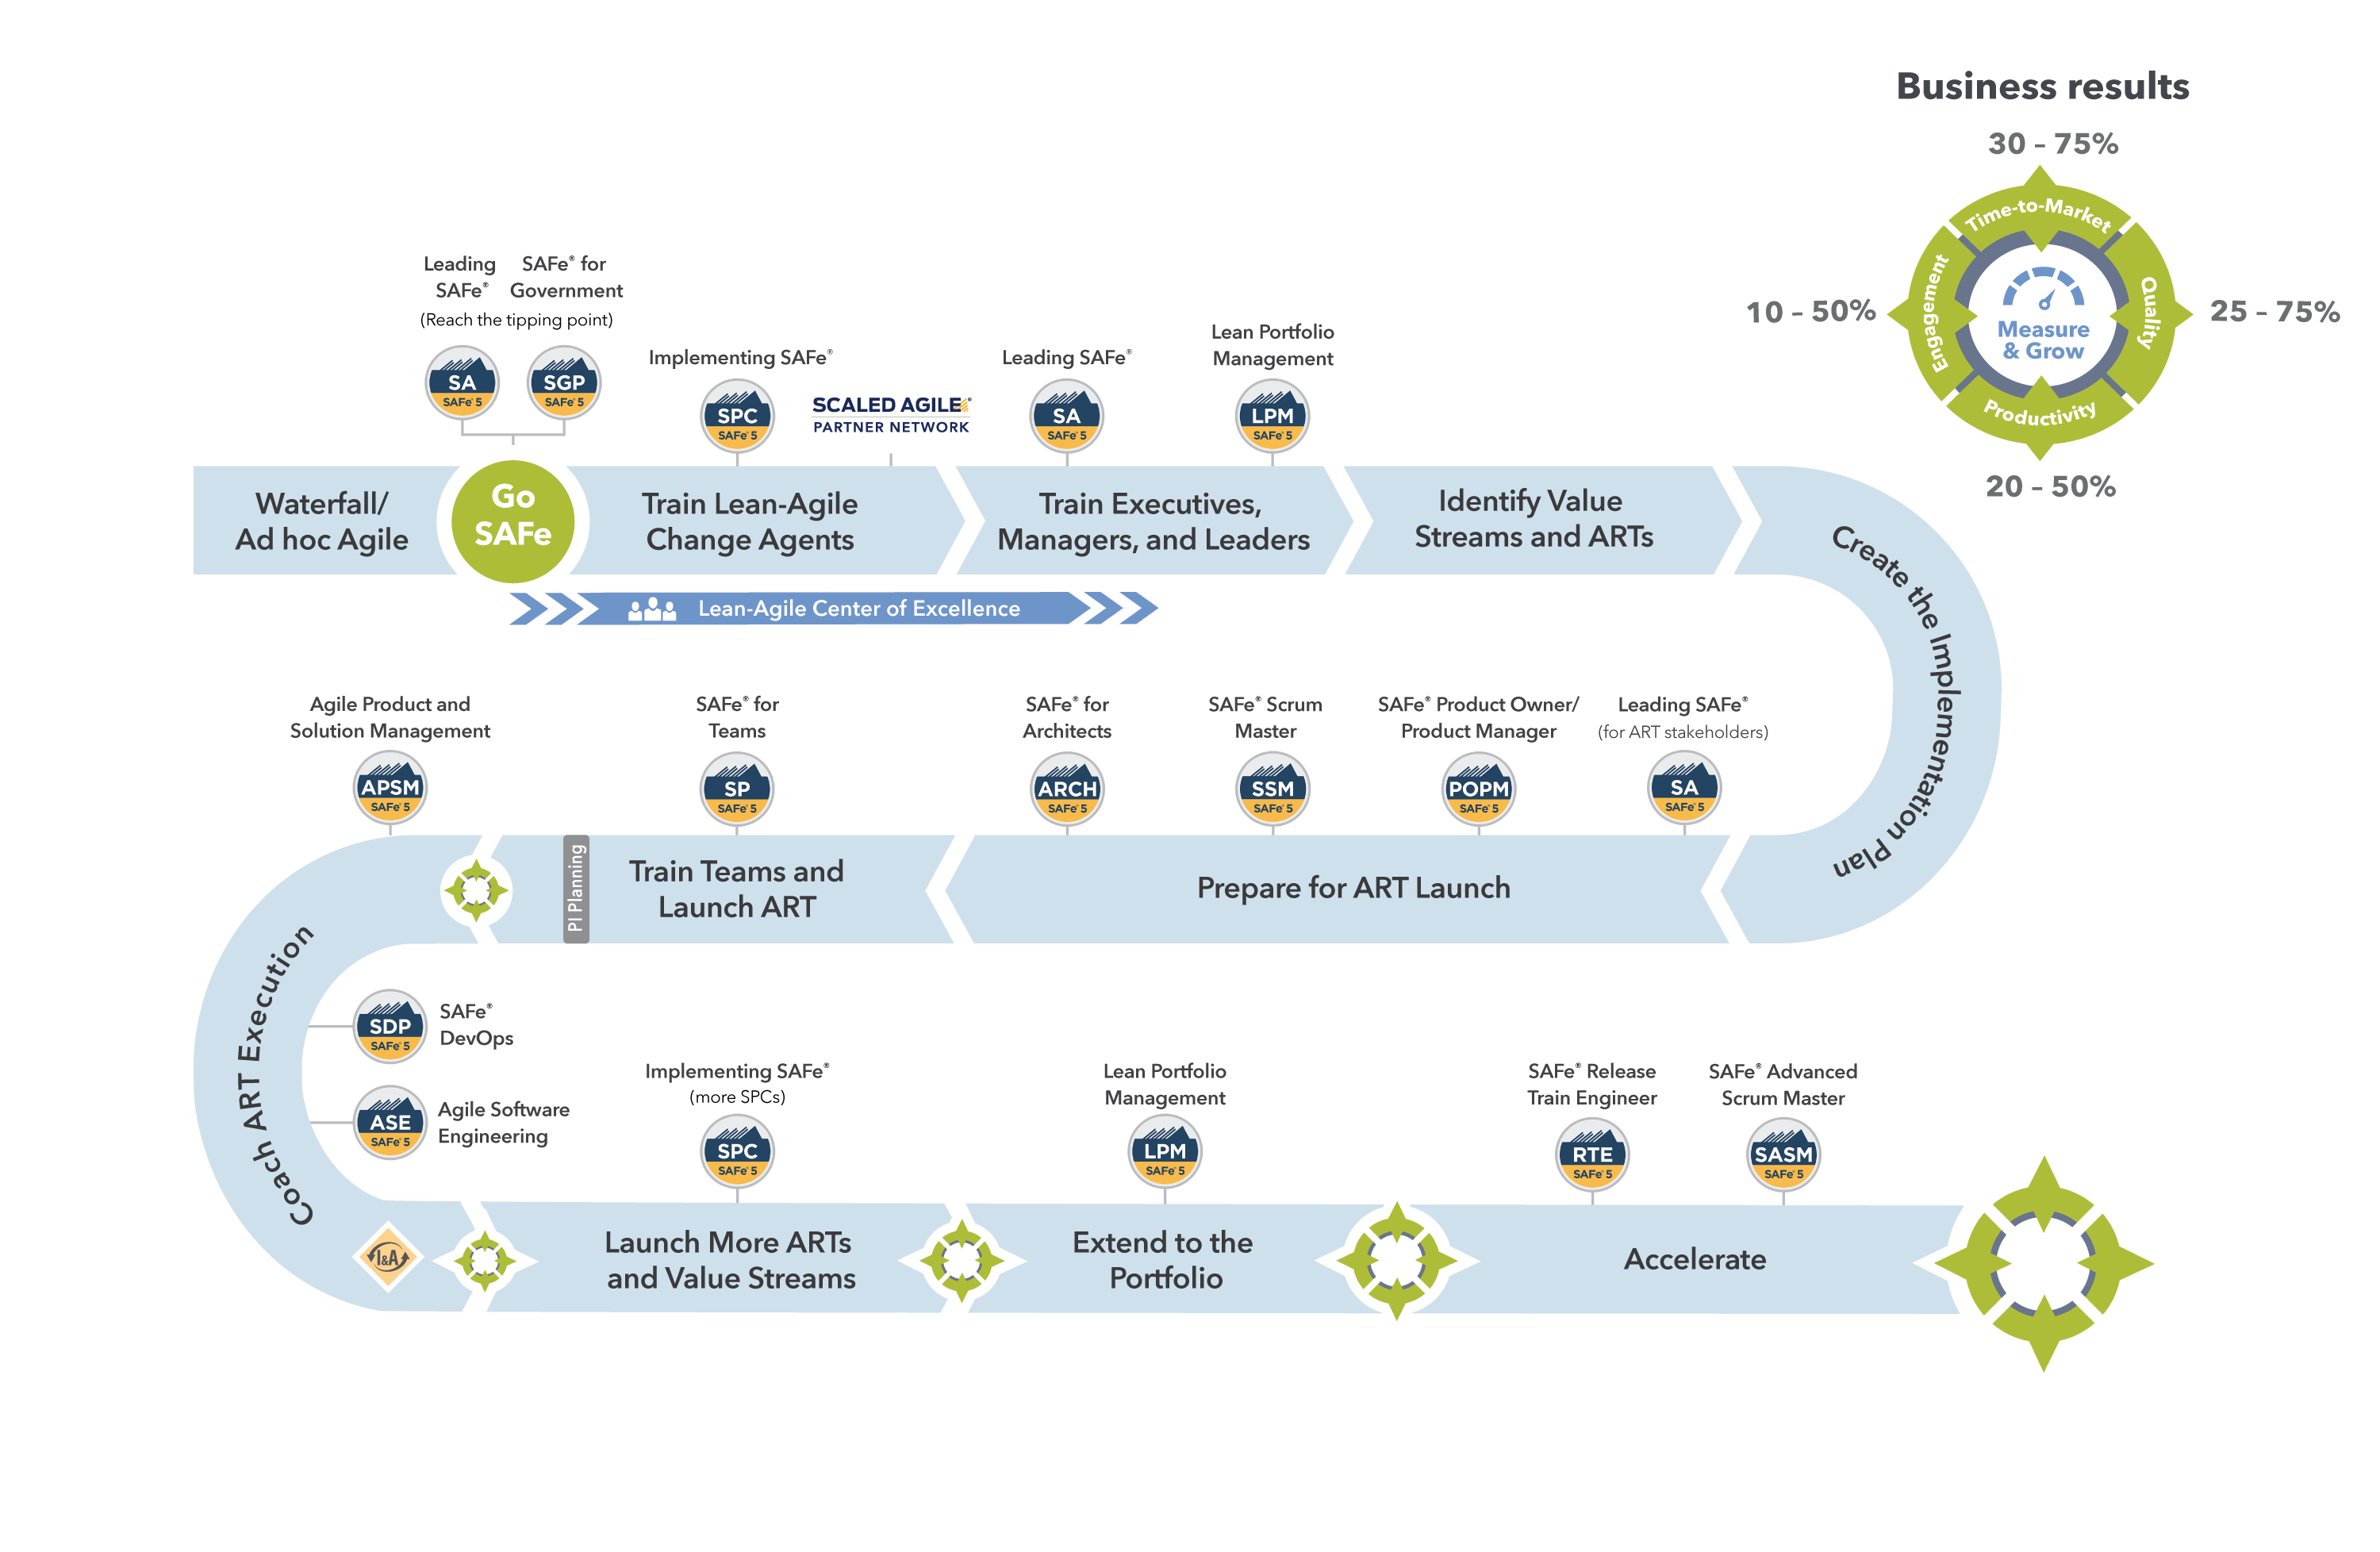 Business results
30 – 75%
Time-to-Market
Engagement
Quality
Productivity
Measure
& Grow
10 – 50%
25 – 75%
20 – 50%
Leading
SAFe®
SAFe® for
Government
(Reach the tipping point)
SA
SAFe® 5
SGP
SAFe® 5
Implementing SAFe®
SPC
SAFe® 5
SCALED AGILE®
PARTNER NETWORK
Leading SAFe®
SA
SAFe® 5
Lean Portfolio
Management
LPM
SAFe® 5
Waterfall/
Ad hoc Agile
Go
SAFe
Train Lean-Agile
Change Agents
Train Executives,
Managers, and Leaders
Identify Value
Streams and ARTs
Create the Implementation Plan
Lean-Agile Center of Excellence
Agile Product and
Solution Management
APSM
SAFe® 5
SAFe® for
Teams
SP
SAFe® 5
SAFe® for
Architects
ARCH
SAFe® 5
SAFe® Scrum
Master
SSM
SAFe® 5
SAFe® Product Owner/
Product Manager
POPM
SAFe® 5
Leading SAFe®
(for ART stakeholders)
SA
SAFe® 5
PI Planning
Train Teams and
Launch ART
Prepare for ART Launch
Coach ART Execution
SDP
SAFe® 5
SAFe®
DevOps
ASE
SAFe® 5
Agile Software
Engineering
Implementing SAFe®
(more SPCs)
SPC
SAFe® 5
Lean Portfolio
Management
LPM
SAFe® 5
SAFe® Release
Train Engineer
RTE
SAFe® 5
SAFe® Advanced
Scrum Master
SASM
SAFe® 5
I&A
Launch More ARTs
and Value Streams
Extend to the
Portfolio
Accelerate